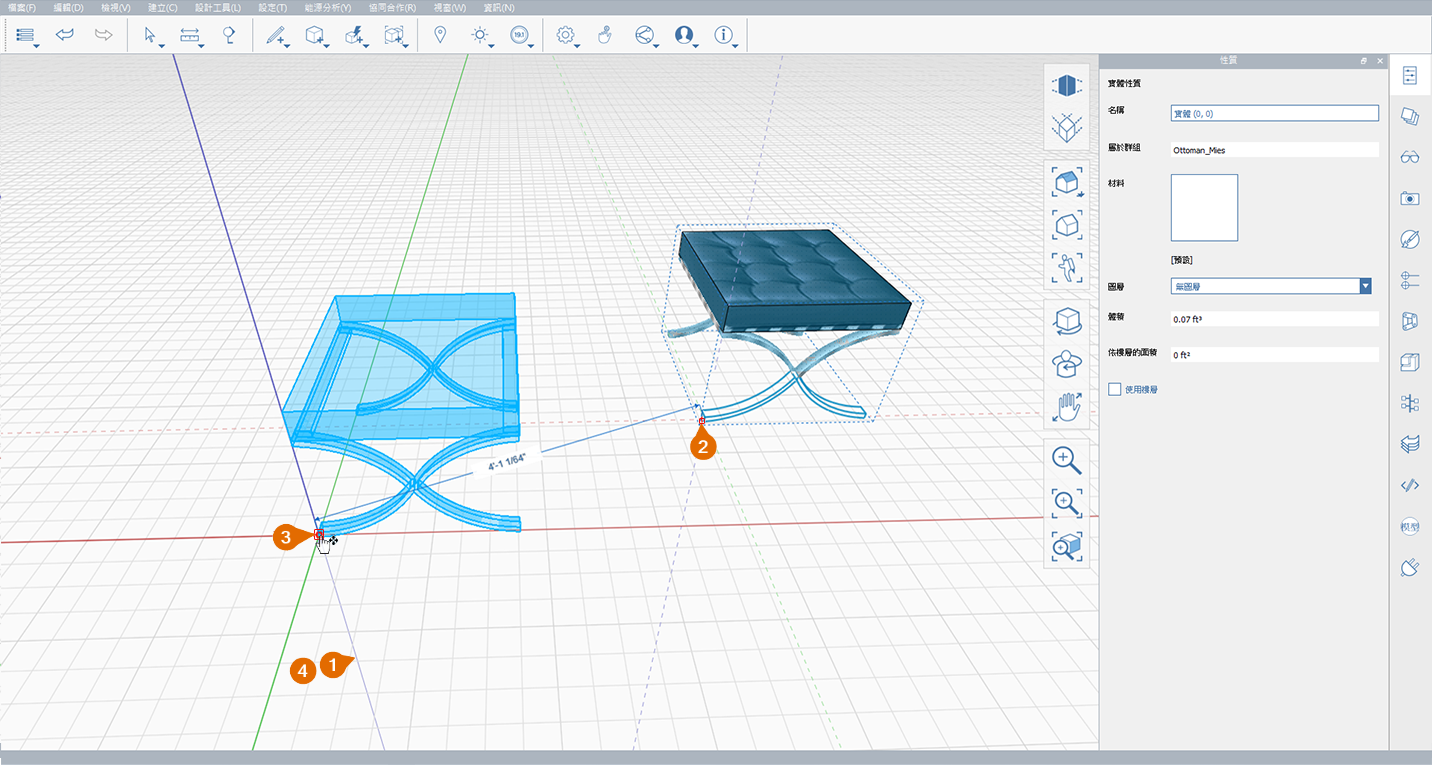 檔案(F) 編輯(D) 檢視(V) 建立(C) 設計工具(L) 設定(T) 能源分析(Y) 協同合作(R) 視窗(W) 資訊(N)
19.1
性質
實體性質
名稱 實體 (0, 0)
屬於群組 Ottoman_Mies
材料
[預設]
圖層 無圖層
體積 0.07 ft³
依樓層的面積 0 ft²
使用樓層
模型
2
4'-1 1/64"
3
4 1